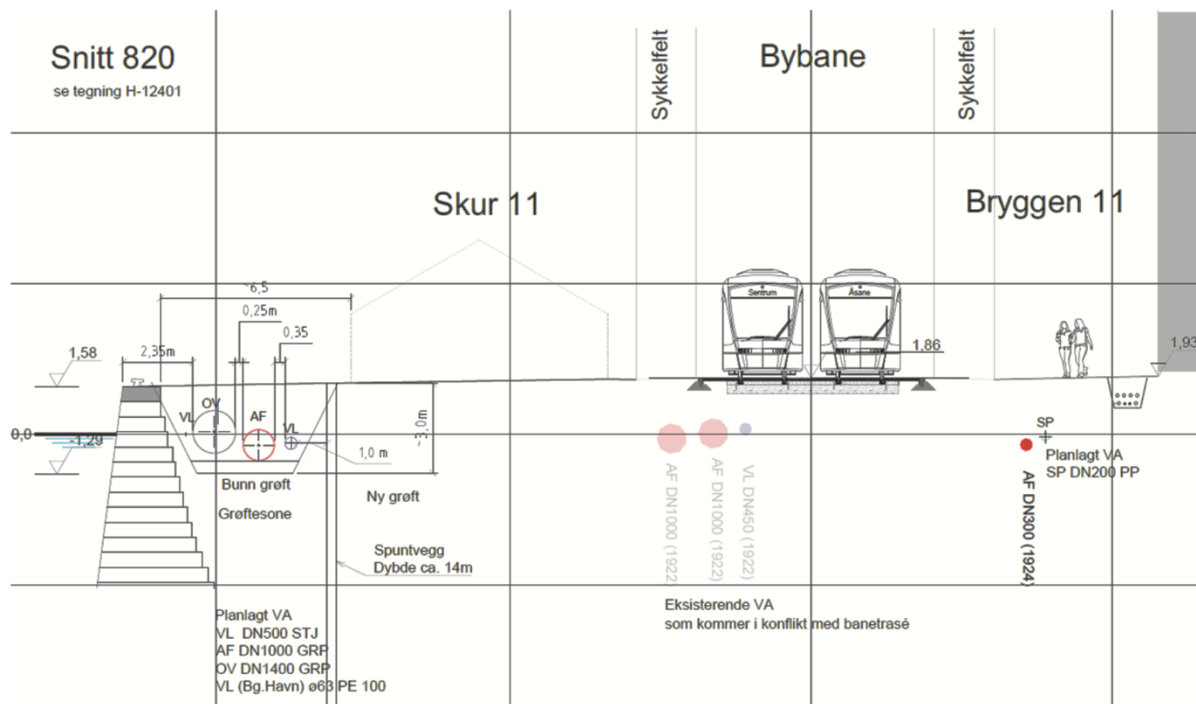 Snitt 820
se tegning H-12401
Sykkelfelt
Bybane
Sykkelfelt
Skur 11
Bryggen 11
~6,5
0,25m
0,35
Sentrum
Åsane
1,58
2,35m
1,86
1,93
OV
VL
AF
VL
0,0
-1,29
~3,0m
1,0 m
SP
Planlagt VA
SP DN200 PP
Bunn grøft
Ny grøft
Grøftesone
AF DN1000 (1922)
AF DN1000 (1922)
VL DN450 (1922)
AF DN300 (1924)
Spuntvegg
Dybde ca. 14m
Eksisterende VA
som kommer i konflikt med banetrasé
Planlagt VA
VL DN500 STJ
AF DN1000 GRP
OV DN1400 GRP
VL (Bg.Havn) ø63 PE 100